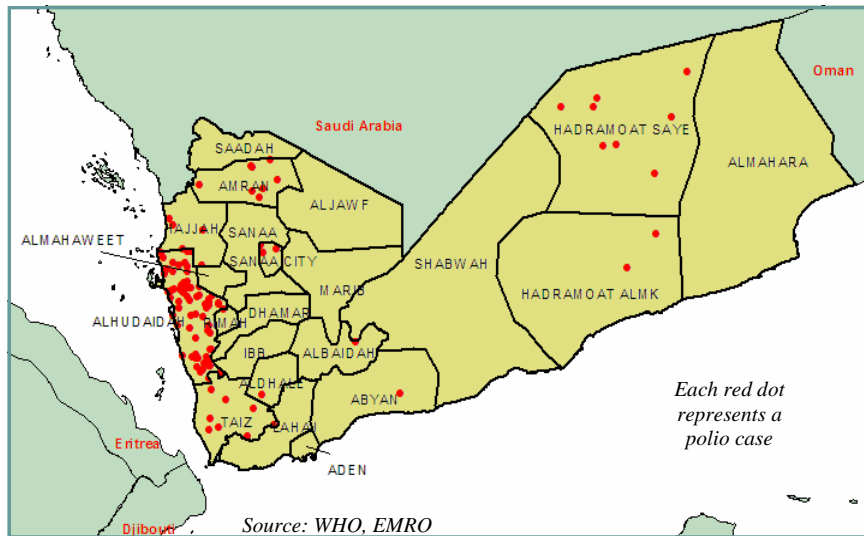 Oman
Saudi Arabia
HADRAMOAT SAYE
SAADAH
ALMAHARA
AMRAN
ALJAWF
HAJJAH
SANAA
ALMAHAWEET
SANAA CITY
SHABWAH
MARIB
HADRAMOAT ALMK
DHAMAR
ALHUDAIDAH
RIMAH
IBB
ALBAIDAH
ALDHALE
ABYAN
Each red dot
represents a
polio case
TAIZ
LAHAJ
Eritrea
ADEN
Djibouti
Source: WHO, EMRO